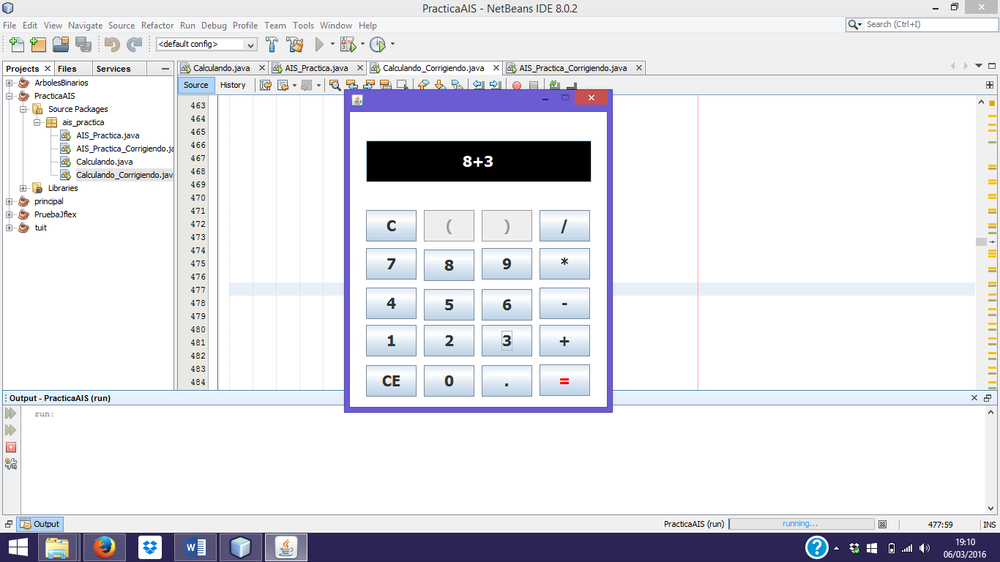 PracticaAIS - NetBeans IDE 8.0.2
File Edit View Navigate Source Refactor Run Debug Profile Team Tools Window Help
Search (Ctrl+I)
<default config>
Projects Files Services
Calculando.java AIS_Practica.java Calculando_Corrigiendo.java AIS_Practica_Corrigiendo.java
Source History
ArbolesBinarios
PracticaAIS
Source Packages
ais_practica
AIS_Practica.java
AIS_Practica_Corrigiendo.ja
Calculando.java
Calculando_Corrigiendo.jav
Libraries
principal
PruebaJflex
tuit
463
464
465
466
467
468
469
470
471
472
473
474
475
476
477
478
479
480
481
482
483
484
8+3
C ( ) /
7 8 9 *
4 5 6 -
1 2 3 +
CE 0 . =
Output - PracticaAIS (run)
run:
Output
PracticaAIS (run) running... 477:59 INS
19:10
06/03/2016